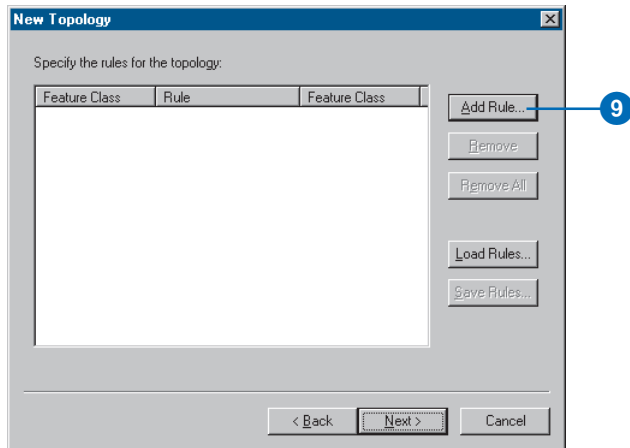 New Topology
Specify the rules for the topology:
Feature Class Rule Feature Class
Add Rule...
9
Remove
Remove All
Load Rules...
Save Rules...
< Back Next > Cancel